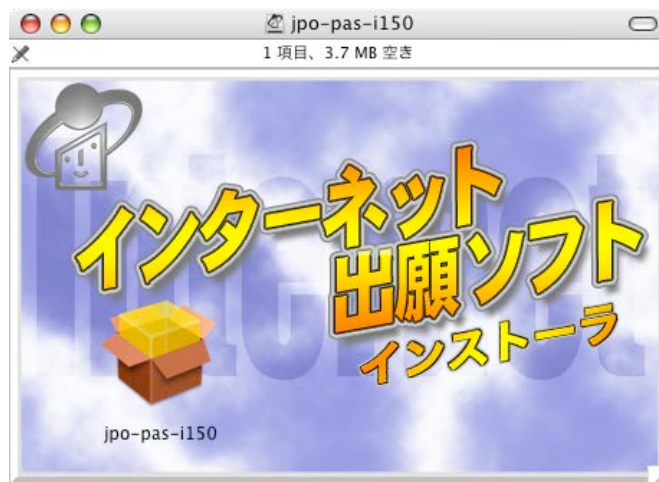 jpo-pas-i150
1 項目、3.7 MB 空き
Internet
インターネット
出願ソフト
インストーラ
jpo-pas-i150